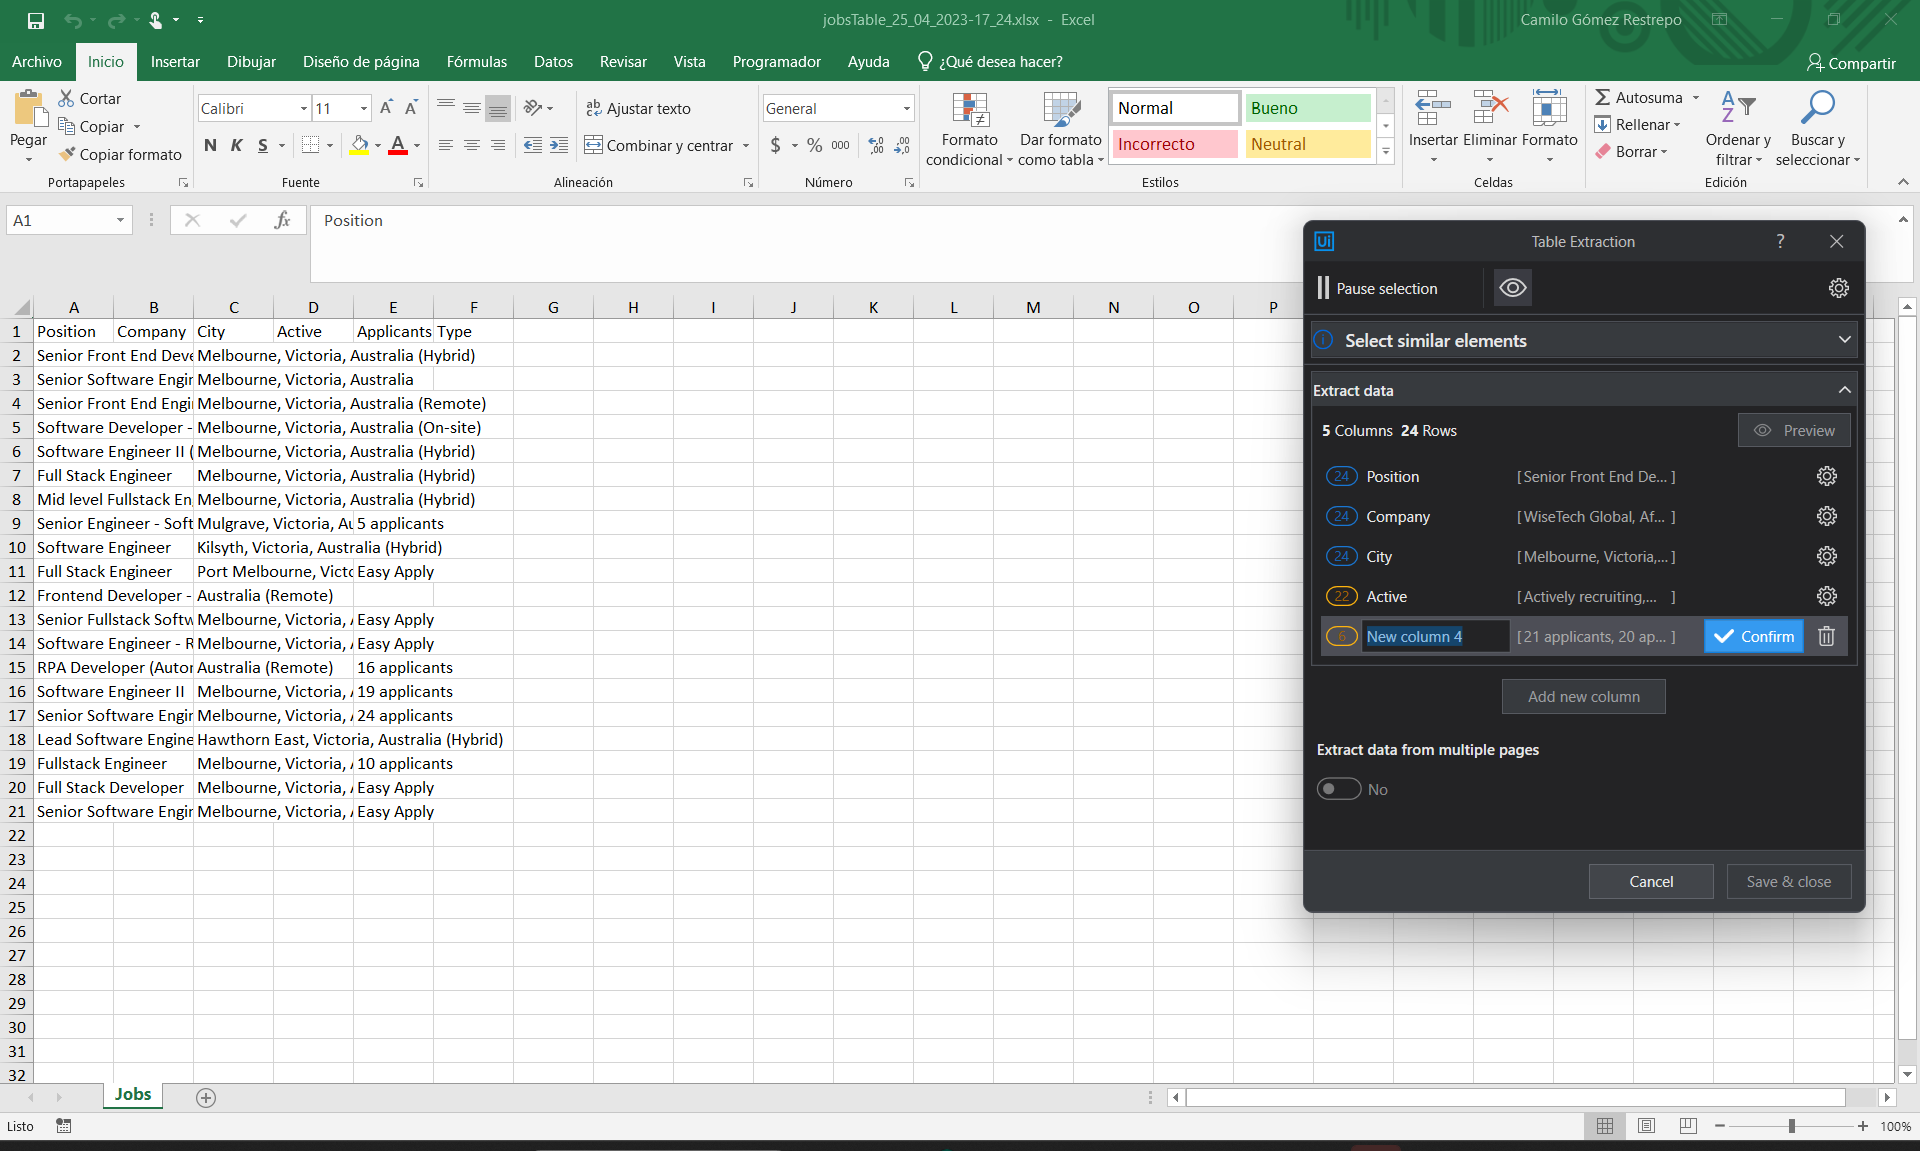 jobsTable_25_04_2023-17_24.xlsx - Excel
Camilo Gómez Restrepo
Archivo Inicio Insertar Dibujar Diseño de página Fórmulas Datos Revisar Vista Programador Ayuda ¿Qué desea hacer? Compartir
Pegar
Cortar
Copiar
Copiar formato
Portapapeles
Calibri 11
N K S
Fuente
Ajustar texto
Combinar y centrar
Alineación
General
$ % 000
Número
Formato condicional
Dar formato como tabla
Normal Bueno
Incorrecto Neutral
Estilos
Insertar Eliminar Formato
Celdas
Autosuma
Rellenar
Borrar
Ordenar y filtrar
Buscar y seleccionar
Edición
A1 fx Position
A B C D E F G H I J K L M N O P
1 Position Company City Active Applicants Type
2 Senior Front End Deve Melbourne, Victoria, Australia (Hybrid)
3 Senior Software Engir Melbourne, Victoria, Australia
4 Senior Front End Engi Melbourne, Victoria, Australia (Remote)
5 Software Developer - Melbourne, Victoria, Australia (On-site)
6 Software Engineer II ( Melbourne, Victoria, Australia (Hybrid)
7 Full Stack Engineer Melbourne, Victoria, Australia (Hybrid)
8 Mid level Fullstack En Melbourne, Victoria, Australia (Hybrid)
9 Senior Engineer - Soft Mulgrave, Victoria, Au 5 applicants
10 Software Engineer Kilsyth, Victoria, Australia (Hybrid)
11 Full Stack Engineer Port Melbourne, Victo Easy Apply
12 Frontend Developer - Australia (Remote)
13 Senior Fullstack Softw Melbourne, Victoria, A Easy Apply
14 Software Engineer - R Melbourne, Victoria, A Easy Apply
15 RPA Developer (Autor Australia (Remote) 16 applicants
16 Software Engineer II Melbourne, Victoria, A 19 applicants
17 Senior Software Engir Melbourne, Victoria, A 24 applicants
18 Lead Software Engine Hawthorn East, Victoria, Australia (Hybrid)
19 Fullstack Engineer Melbourne, Victoria, A 10 applicants
20 Full Stack Developer Melbourne, Victoria, A Easy Apply
21 Senior Software Engir Melbourne, Victoria, A Easy Apply
22
23
24
25
26
27
28
29
30
31
32
Ui Table Extraction ?
Pause selection
Select similar elements
Extract data
5 Columns 24 Rows Preview
24 Position [ Senior Front End De... ]
24 Company [ WiseTech Global, Af... ]
24 City [ Melbourne, Victoria,... ]
22 Active [ Actively recruiting,... ]
6 New column 4 [ 21 applicants, 20 ap... ] Confirm
Add new column
Extract data from multiple pages
No
Cancel Save & close
Jobs
Listo
100%